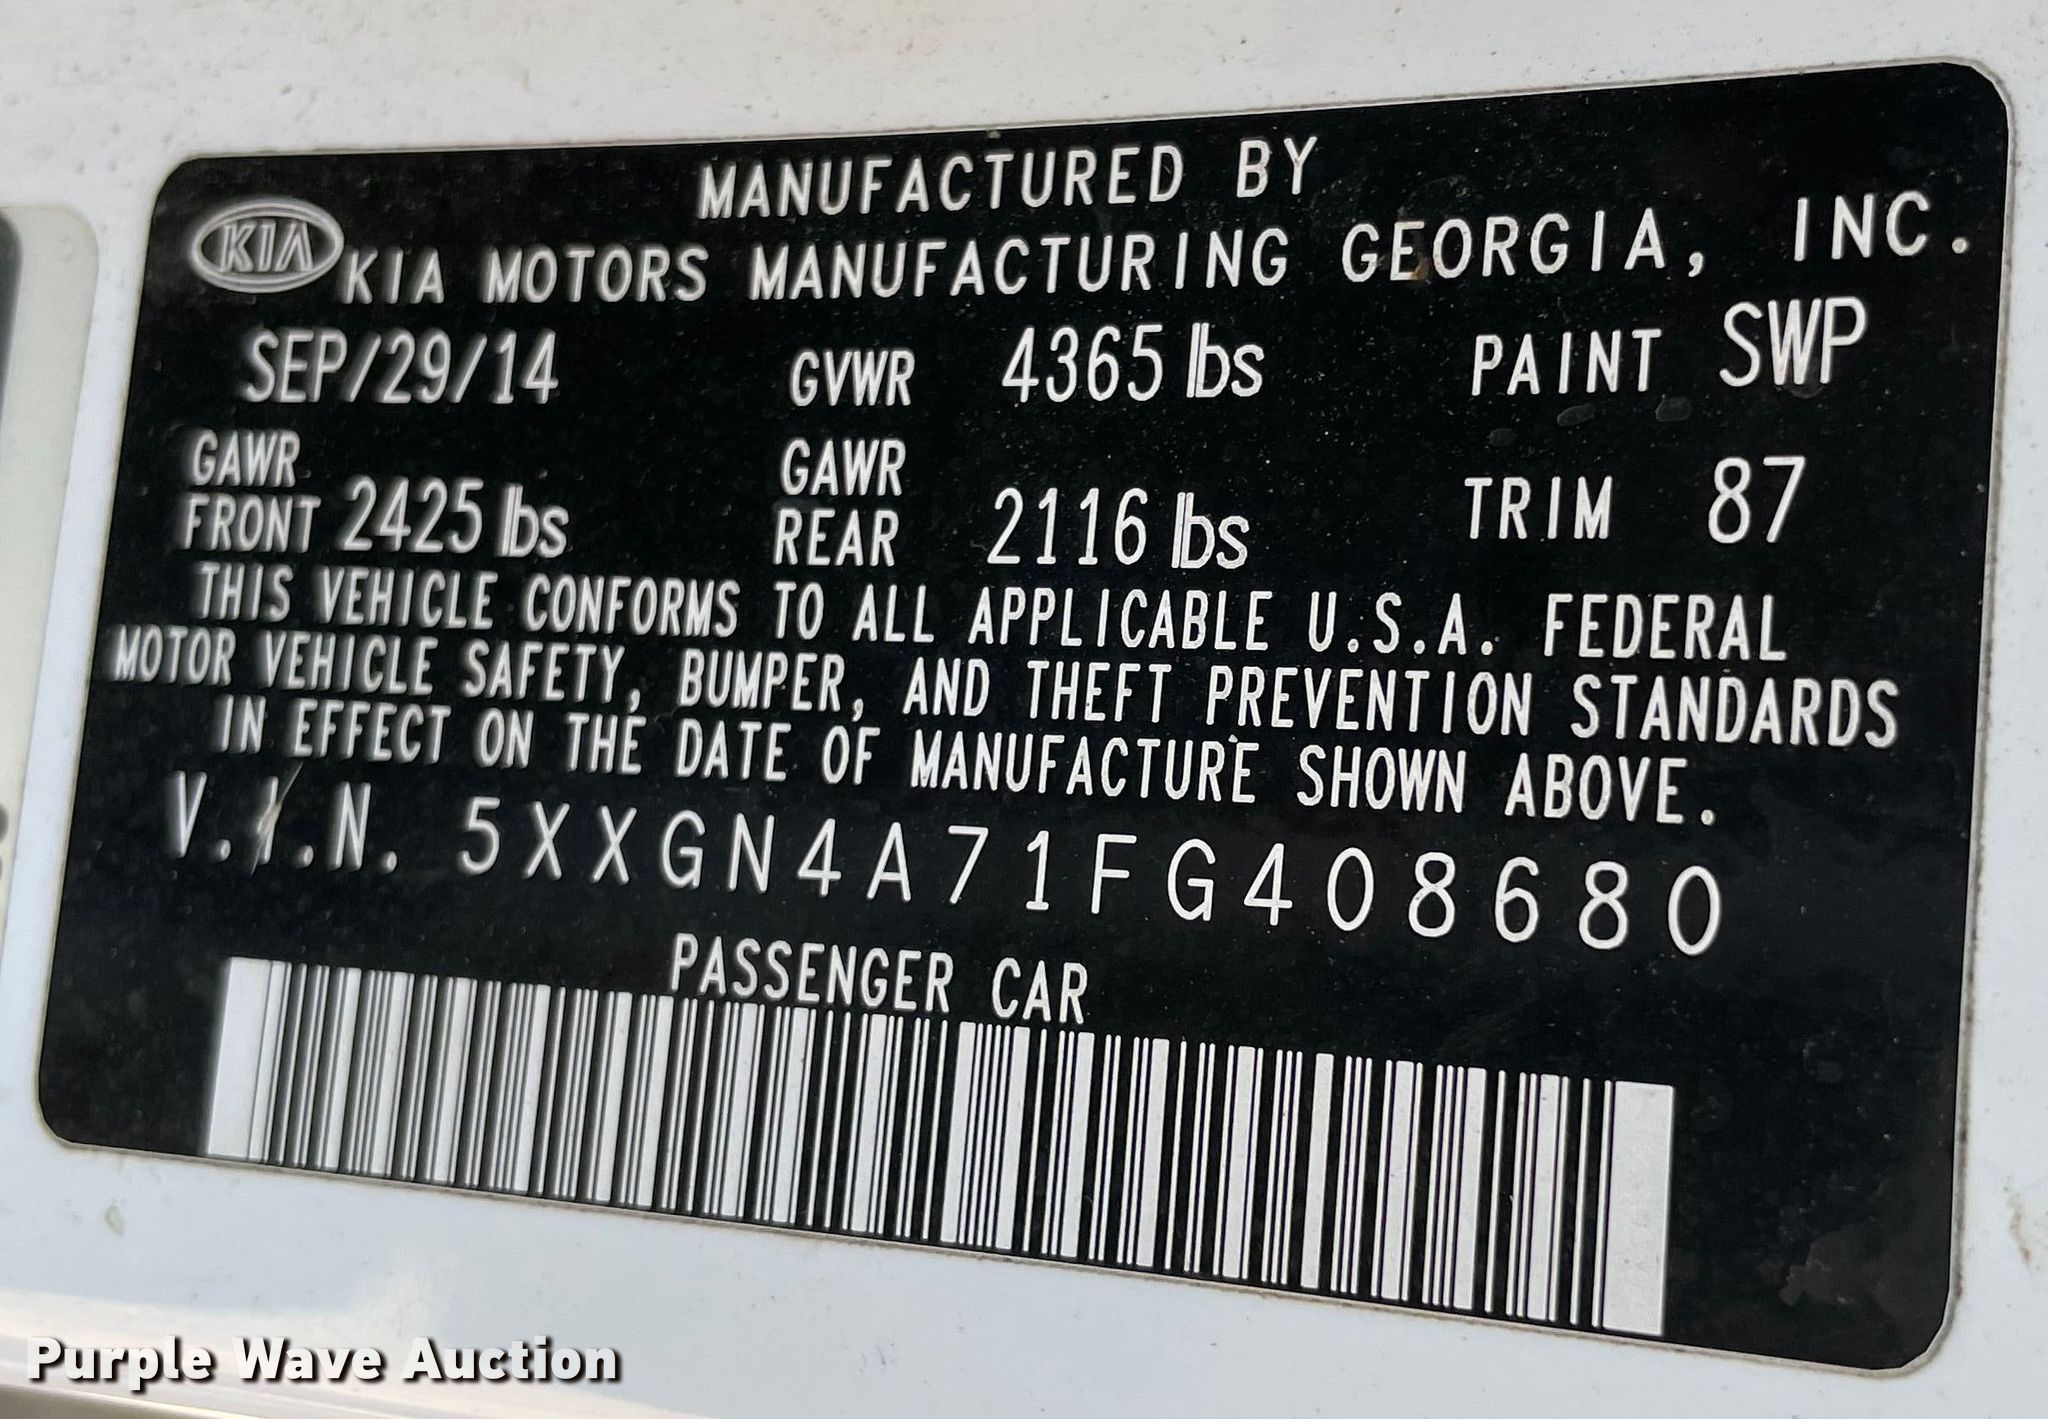 MANUFACTURED BY
KIA KIA MOTORS MANUFACTURING GEORGIA, INC.
SEP/29/14 GVWR 4365 lbs PAINT SWP
GAWR FRONT 2425 lbs GAWR REAR 2116 lbs TRIM 87
THIS VEHICLE CONFORMS TO ALL APPLICABLE U.S.A. FEDERAL
MOTOR VEHICLE SAFETY, BUMPER, AND THEFT PREVENTION STANDARDS
IN EFFECT ON THE DATE OF MANUFACTURE SHOWN ABOVE.
V.I.N. 5XXGN4A71FG408680
PASSENGER CAR
Purple Wave Auction